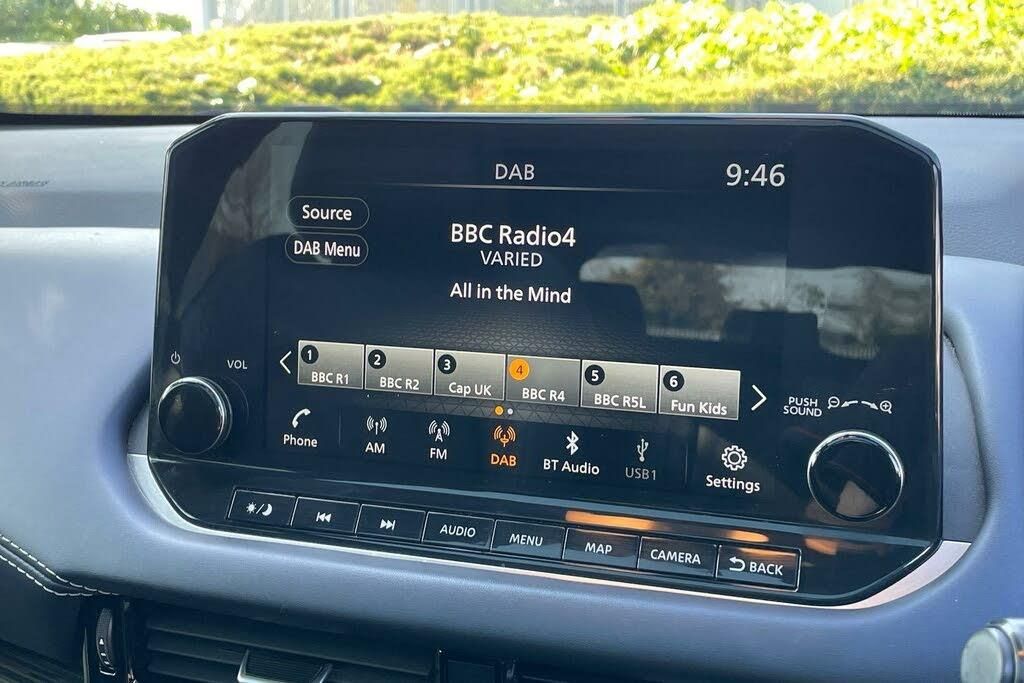 DAB
9:46
Source
DAB Menu
BBC Radio4
VARIED
All in the Mind
1 BBC R1
2 BBC R2
3 Cap UK
4 BBC R4
5 BBC R5L
6 Fun Kids
VOL
PUSH
SOUND
Phone
AM
FM
DAB
BT Audio
USB1
Settings
AUDIO
MENU
MAP
CAMERA
BACK